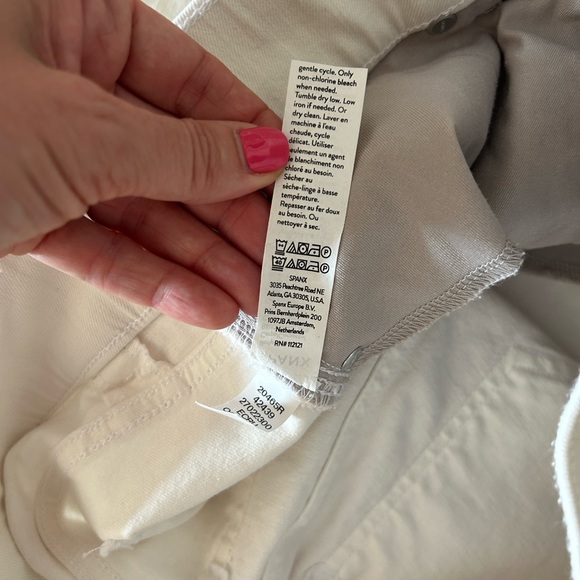 gentle cycle. Only
non-chlorine bleach
when needed.
Tumble dry low. Low
iron if needed. Or
dry clean. Laver en
machine à l'eau
chaude, cycle
délicat. Utiliser
seulement un agent
de blanchiment non
chloré au besoin.
Sécher au
sèche-linge à basse
température.
Repasser au fer doux
au besoin. Ou
nettoyer à sec.
SPANX
3035 Peachtree Road NE
Atlanta, GA 30305, U.S.A.
Spanx Europe B.V.
Prins Bernhardplein 200
1097JB Amsterdam,
Netherlands
RN# 112121
20405R
42439
27022300